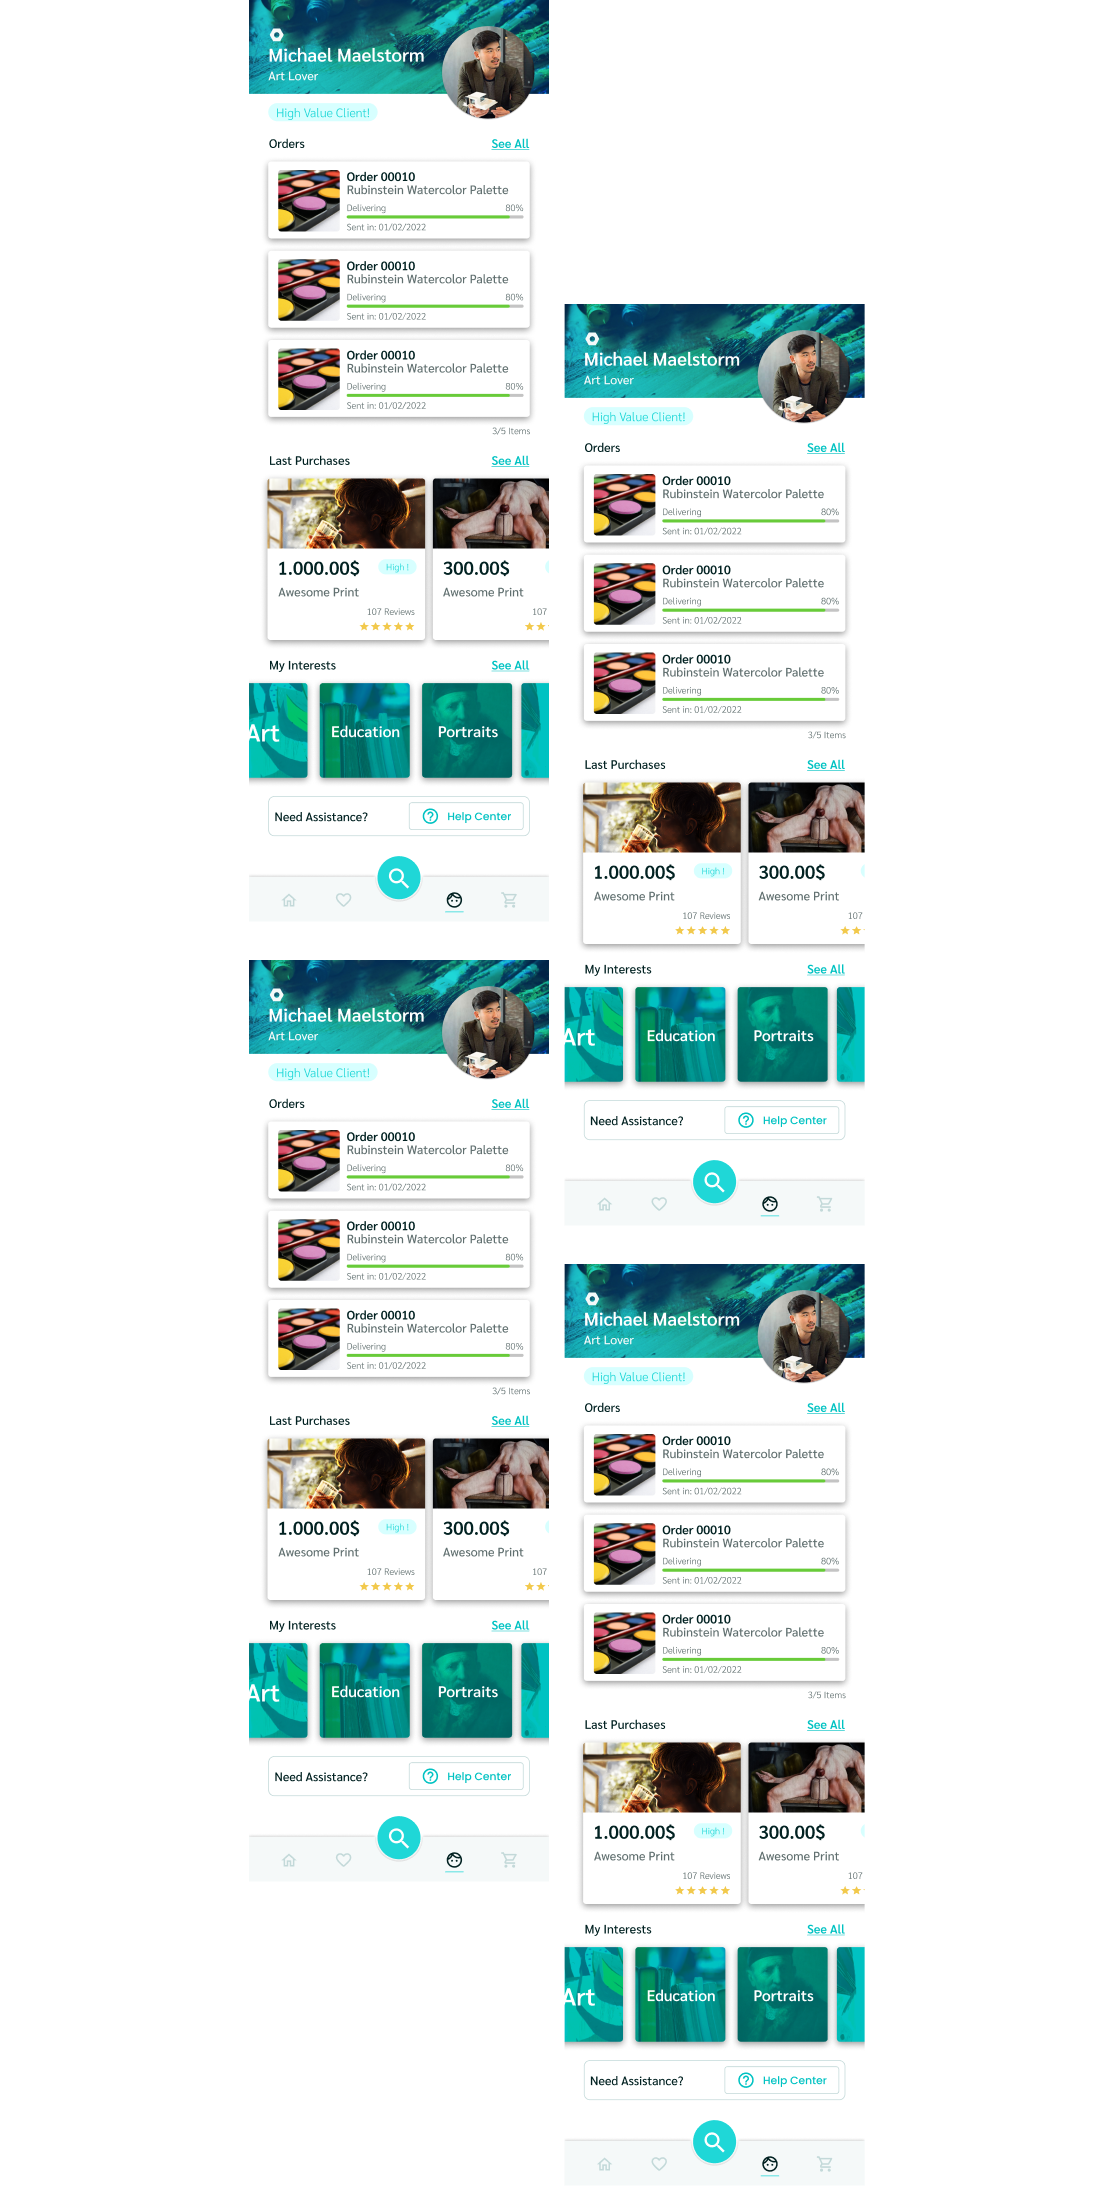 Michael Maelstorm
Art Lover
High Value Client!
Orders
See All
Order 00010
Rubinstein Watercolor Palette
Delivering
80%
Sent in: 01/02/2022
Order 00010
Rubinstein Watercolor Palette
Delivering
80%
Sent in: 01/02/2022
Order 00010
Rubinstein Watercolor Palette
Delivering
80%
Sent in: 01/02/2022
3/5 Items
Last Purchases
See All
1.000.00$
High !
Awesome Print
107 Reviews
300.00$
Awesome Print
107
My Interests
See All
Art
Education
Portraits
Need Assistance?
Help Center
Michael Maelstorm
Art Lover
High Value Client!
Orders
See All
Order 00010
Rubinstein Watercolor Palette
Delivering
80%
Sent in: 01/02/2022
Order 00010
Rubinstein Watercolor Palette
Delivering
80%
Sent in: 01/02/2022
Order 00010
Rubinstein Watercolor Palette
Delivering
80%
Sent in: 01/02/2022
3/5 Items
Last Purchases
See All
1.000.00$
High !
Awesome Print
107 Reviews
300.00$
Awesome Print
107
My Interests
See All
Art
Education
Portraits
Need Assistance?
Help Center
Michael Maelstorm
Art Lover
High Value Client!
Orders
See All
Order 00010
Rubinstein Watercolor Palette
Delivering
80%
Sent in: 01/02/2022
Order 00010
Rubinstein Watercolor Palette
Delivering
80%
Sent in: 01/02/2022
Order 00010
Rubinstein Watercolor Palette
Delivering
80%
Sent in: 01/02/2022
3/5 Items
Last Purchases
See All
1.000.00$
High !
Awesome Print
107 Reviews
300.00$
Awesome Print
107
My Interests
See All
Art
Education
Portraits
Need Assistance?
Help Center
Michael Maelstorm
Art Lover
High Value Client!
Orders
See All
Order 00010
Rubinstein Watercolor Palette
Delivering
80%
Sent in: 01/02/2022
Order 00010
Rubinstein Watercolor Palette
Delivering
80%
Sent in: 01/02/2022
Order 00010
Rubinstein Watercolor Palette
Delivering
80%
Sent in: 01/02/2022
3/5 Items
Last Purchases
See All
1.000.00$
High !
Awesome Print
107 Reviews
300.00$
Awesome Print
107
My Interests
See All
Art
Education
Portraits
Need Assistance?
Help Center